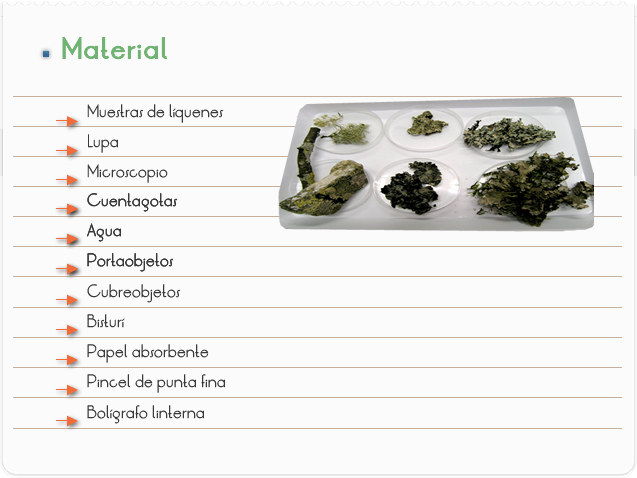 Material
Muestras de líquenes
Lupa
Microscopio
Cuentagotas
Agua
Portaobjetos
Cubreobjetos
Bisturí
Papel absorbente
Pincel de punta fina
Bolígrafo linterna